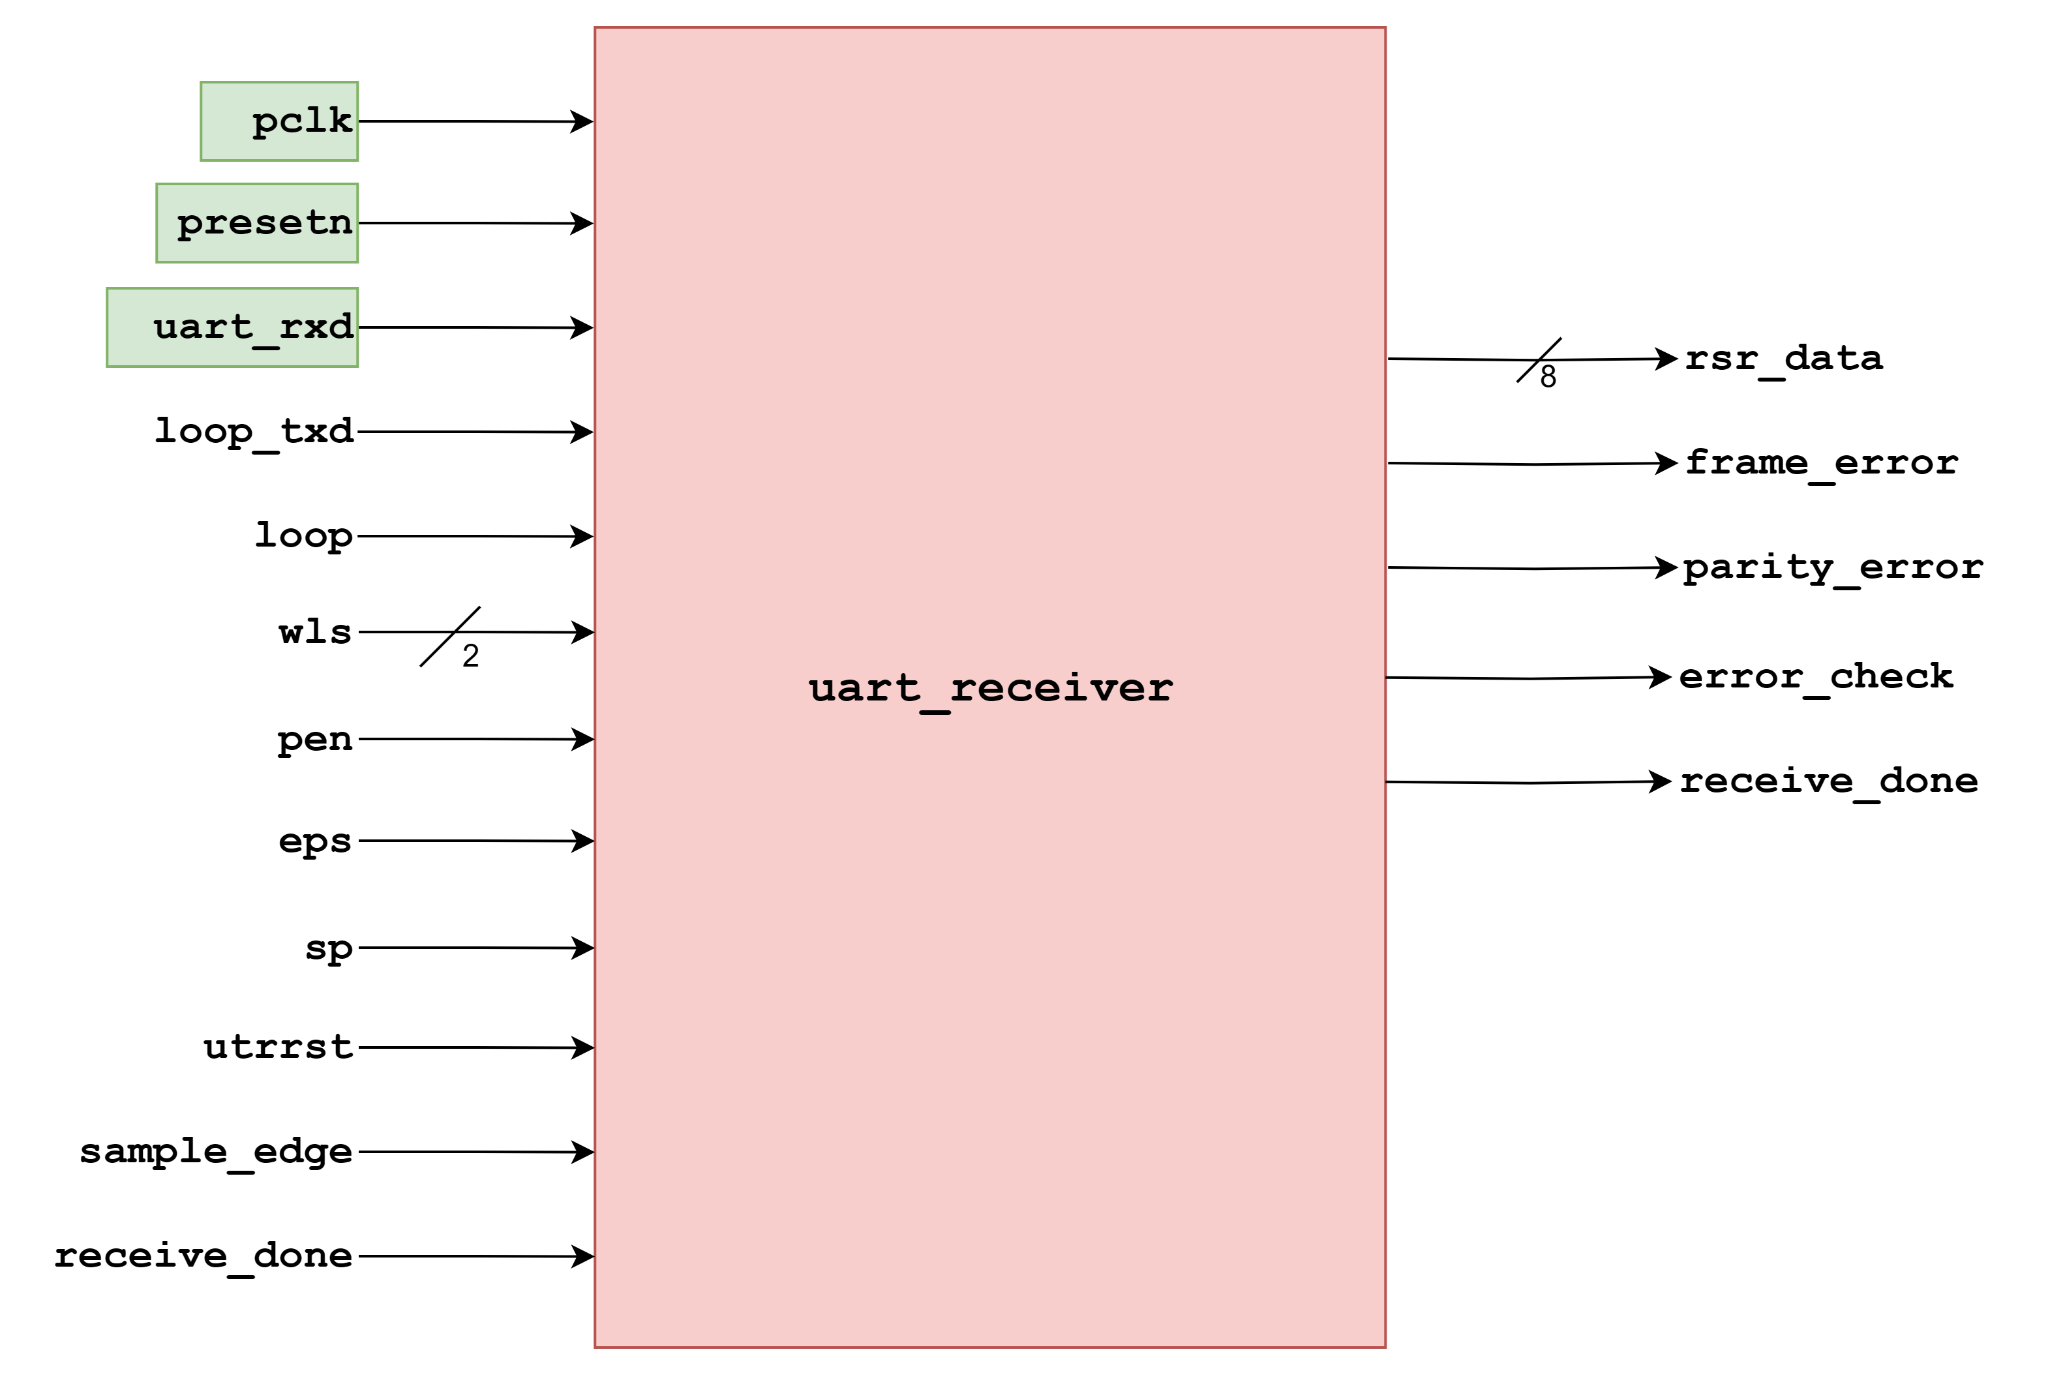 pclk
presetn
uart_rxd
loop_txd
loop
wls
2
pen
eps
sp
utrrst
sample_edge
receive_done
uart_receiver
rsr_data
8
frame_error
parity_error
error_check
receive_done